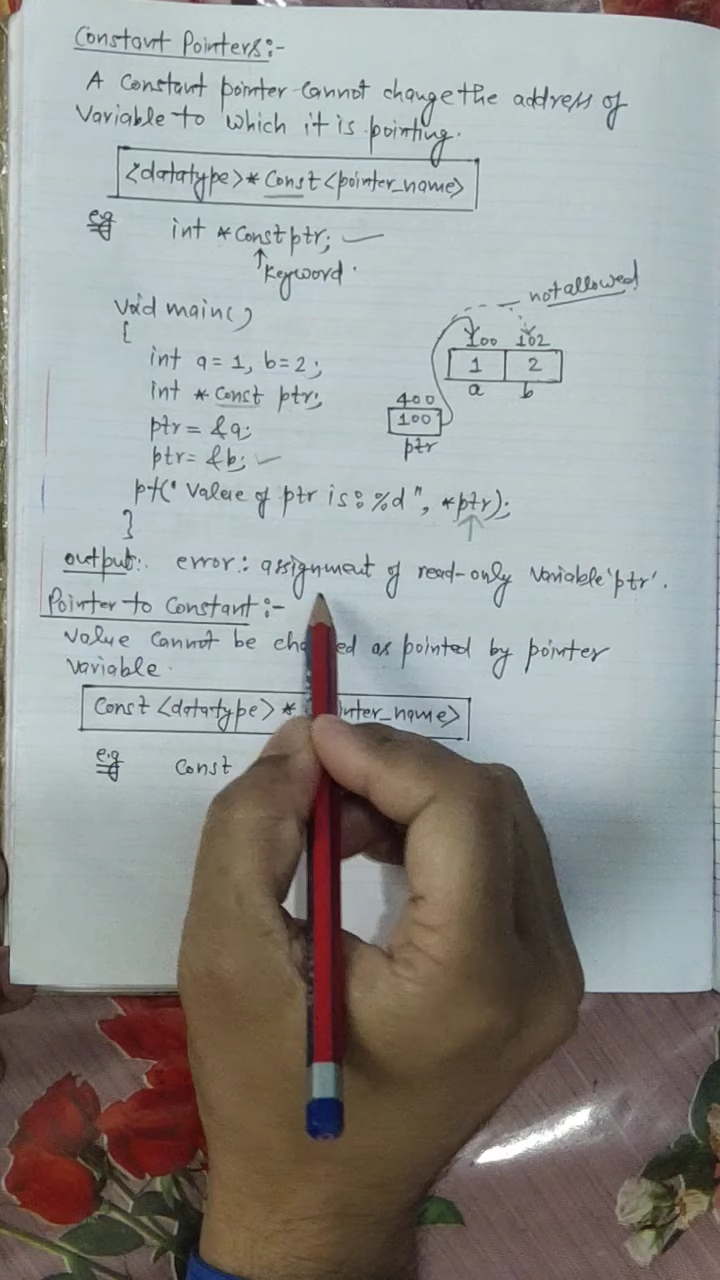 Constant Pointers:-
A Constant pointer cannot change the address of
Variable to which it is pointing.
<datatype>* Const <pointer_name>
e.g int * Const ptr;
Keyword.
Void main()
{
not allowed
int a = 1, b = 2;
100 102
1 2
a b
int * Const ptr;
400
100
ptr
ptr = &a;
ptr = &b;
pf(" Value of ptr is: %d", *ptr);
}
output:. error: assignment of read-only Variable 'ptr'.
Pointer to Constant:-
Value Cannot be ch ed as pointed by pointer
Variable.
Const <datatype> * inter_name>
e.g Const